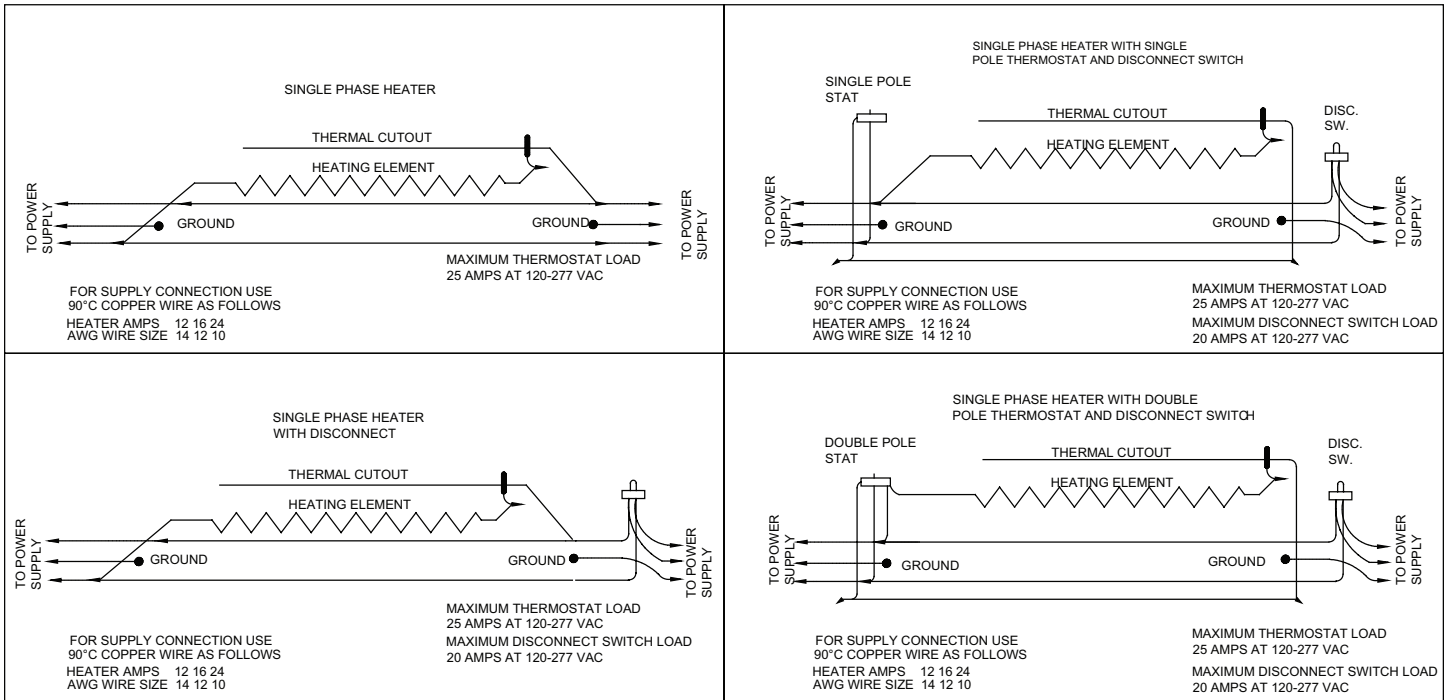 SINGLE PHASE HEATER
THERMAL CUTOUT
HEATING ELEMENT
TO POWER
SUPPLY
GROUND
GROUND
TO POWER
SUPPLY
MAXIMUM THERMOSTAT LOAD
25 AMPS AT 120-277 VAC
FOR SUPPLY CONNECTION USE
90°C COPPER WIRE AS FOLLOWS
HEATER AMPS 12 16 24
AWG WIRE SIZE 14 12 10
SINGLE PHASE HEATER WITH SINGLE
POLE THERMOSTAT AND DISCONNECT SWITCH
SINGLE POLE
STAT
THERMAL CUTOUT
DISC.
SW.
HEATING ELEMENT
TO POWER
SUPPLY
GROUND
GROUND
TO POWER
SUPPLY
FOR SUPPLY CONNECTION USE
90°C COPPER WIRE AS FOLLOWS
HEATER AMPS 12 16 24
AWG WIRE SIZE 14 12 10
MAXIMUM THERMOSTAT LOAD
25 AMPS AT 120-277 VAC
MAXIMUM DISCONNECT SWITCH LOAD
20 AMPS AT 120-277 VAC
SINGLE PHASE HEATER
WITH DISCONNECT
THERMAL CUTOUT
HEATING ELEMENT
TO POWER
SUPPLY
GROUND
GROUND
TO POWER
SUPPLY
MAXIMUM THERMOSTAT LOAD
25 AMPS AT 120-277 VAC
MAXIMUM DISCONNECT SWITCH LOAD
20 AMPS AT 120-277 VAC
FOR SUPPLY CONNECTION USE
90°C COPPER WIRE AS FOLLOWS
HEATER AMPS 12 16 24
AWG WIRE SIZE 14 12 10
SINGLE PHASE HEATER WITH DOUBLE
POLE THERMOSTAT AND DISCONNECT SWITCH
DOUBLE POLE
STAT
THERMAL CUTOUT
DISC.
SW.
HEATING ELEMENT
TO POWER
SUPPLY
GROUND
GROUND
TO POWER
SUPPLY
FOR SUPPLY CONNECTION USE
90°C COPPER WIRE AS FOLLOWS
HEATER AMPS 12 16 24
AWG WIRE SIZE 14 12 10
MAXIMUM THERMOSTAT LOAD
25 AMPS AT 120-277 VAC
MAXIMUM DISCONNECT SWITCH LOAD
20 AMPS AT 120-277 VAC